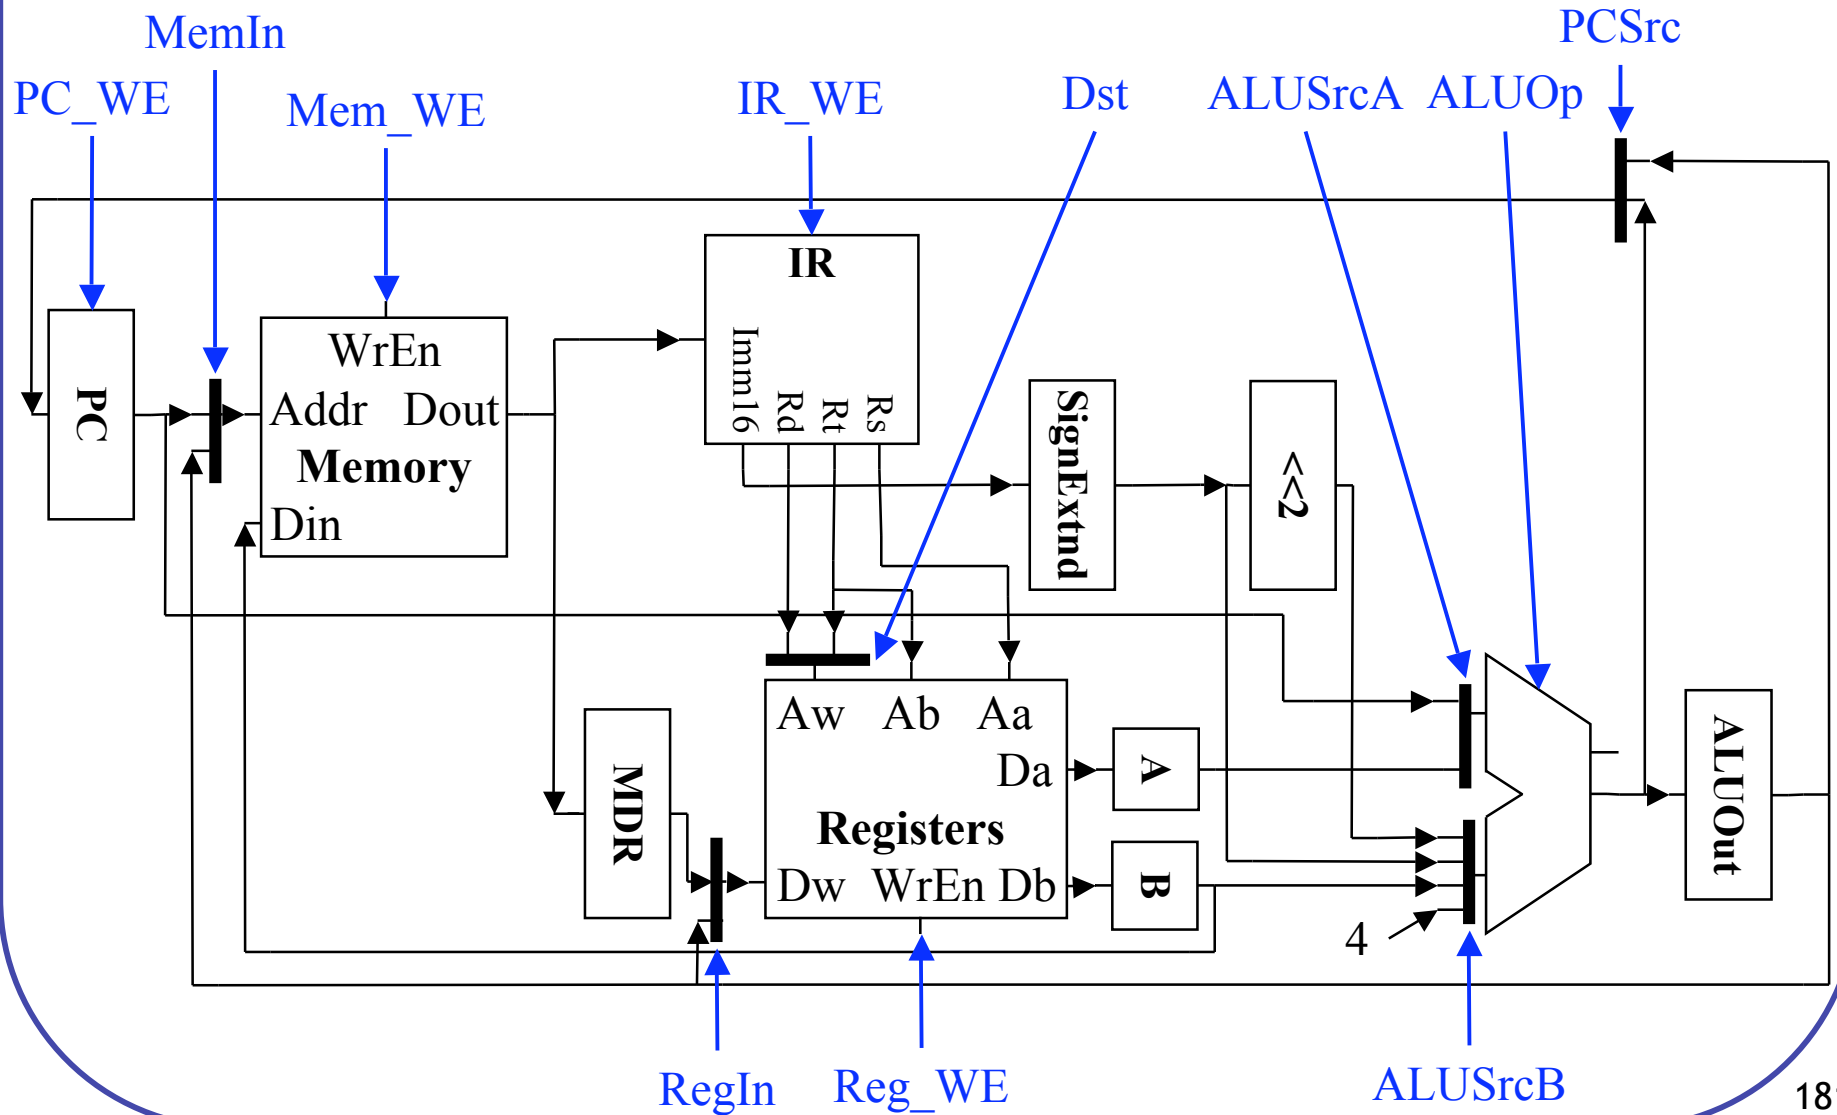 MemIn
PCSrc
PC_WE
Mem_WE
IR_WE
Dst
ALUSrcA
ALUOp
IR
Imm16
Rd
Rt
Rs
PC
WrEn
Addr Dout
Memory
Din
SignExtnd
<<2
Aw Ab Aa
Da
Registers
Dw WrEn Db
MDR
A
B
4
ALUOut
RegIn
Reg_WE
ALUSrcB